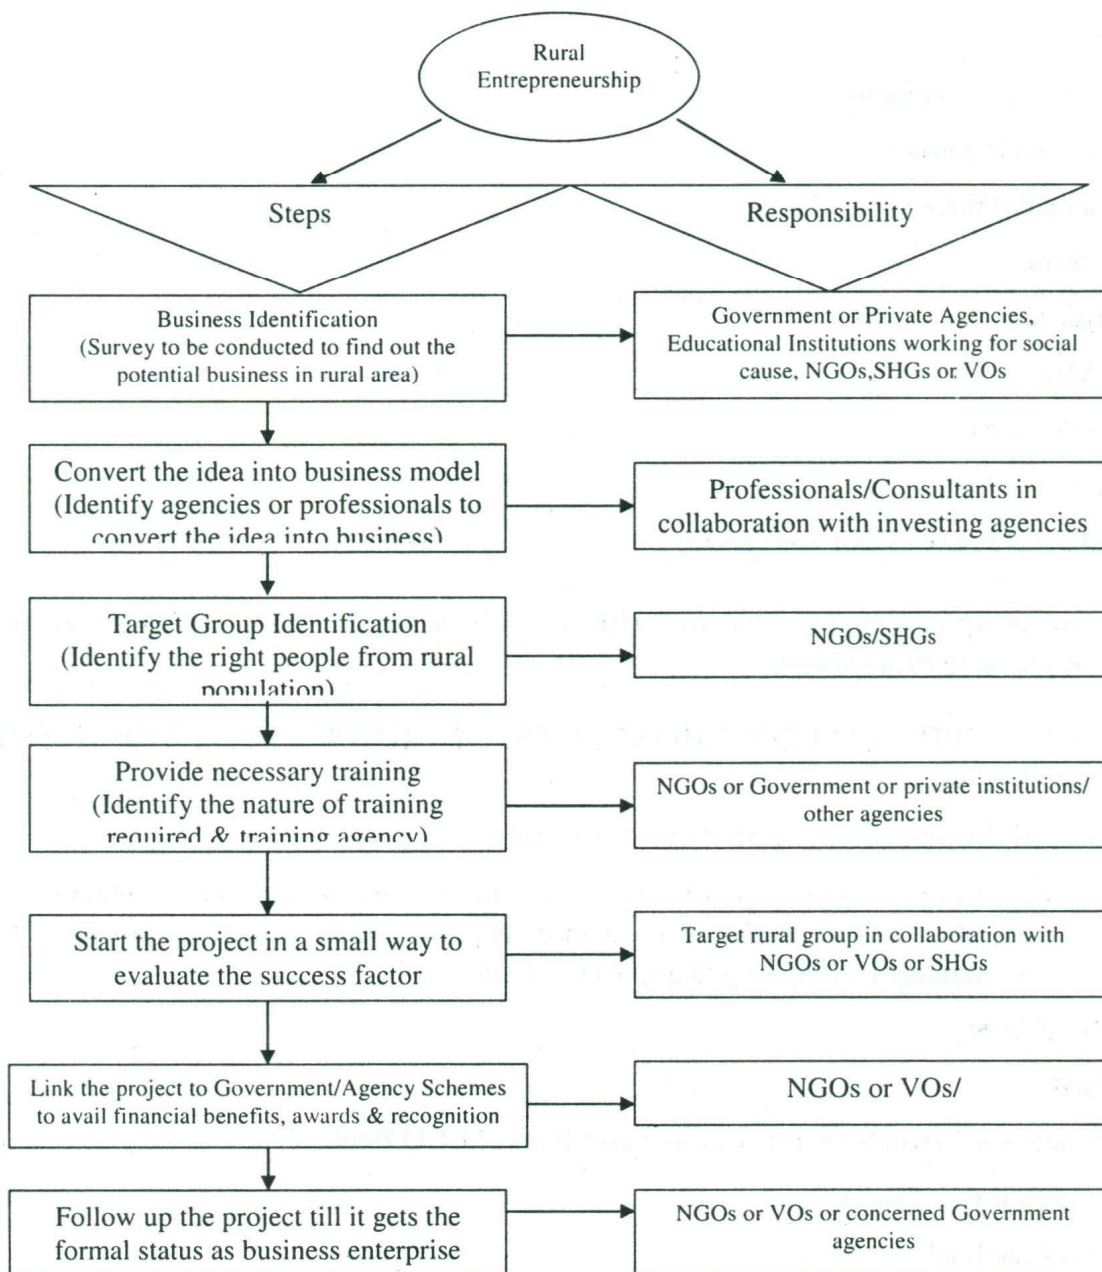 Rural
Entrepreneurship
Steps
Responsibility
Business Identification
(Survey to be conducted to find out the
potential business in rural area)
Government or Private Agencies,
Educational Institutions working for social
cause, NGOs,SHGs or VOs
Convert the idea into business model
(Identify agencies or professionals to
convert the idea into business)
Professionals/Consultants in
collaboration with investing agencies
Target Group Identification
(Identify the right people from rural
population)
NGOs/SHGs
Provide necessary training
(Identify the nature of training
required & training agency)
NGOs or Government or private institutions/
other agencies
Start the project in a small way to
evaluate the success factor
Target rural group in collaboration with
NGOs or VOs or SHGs
Link the project to Government/Agency Schemes
to avail financial benefits, awards & recognition
NGOs or VOs/
Follow up the project till it gets the
formal status as business enterprise
NGOs or VOs or concerned Government
agencies